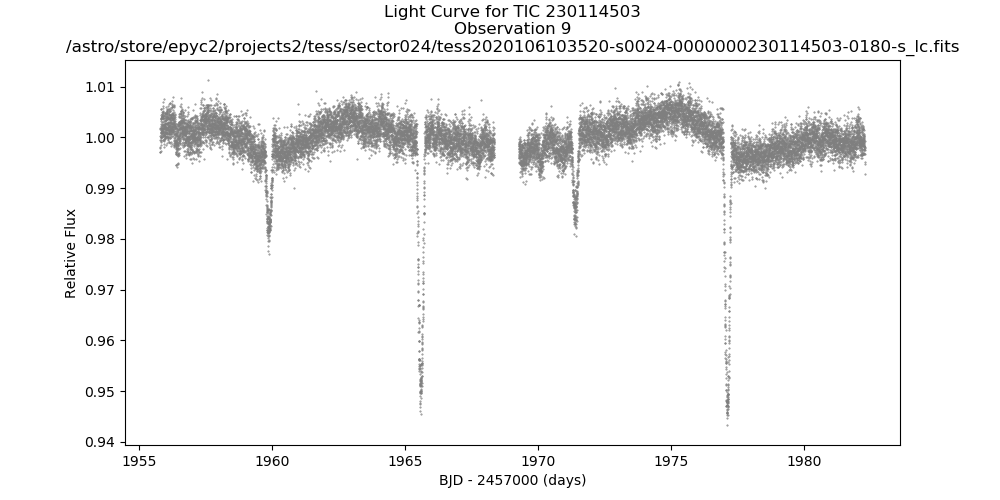 Light Curve for TIC 230114503
Observation 9
/astro/store/epyc2/projects2/tess/sector024/tess2020106103520-s0024-0000000230114503-0180-s_lc.fits
1.01
1.00
0.99
0.98
0.97
0.96
0.95
0.94
Relative Flux
1955 1960 1965 1970 1975 1980
BJD - 2457000 (days)